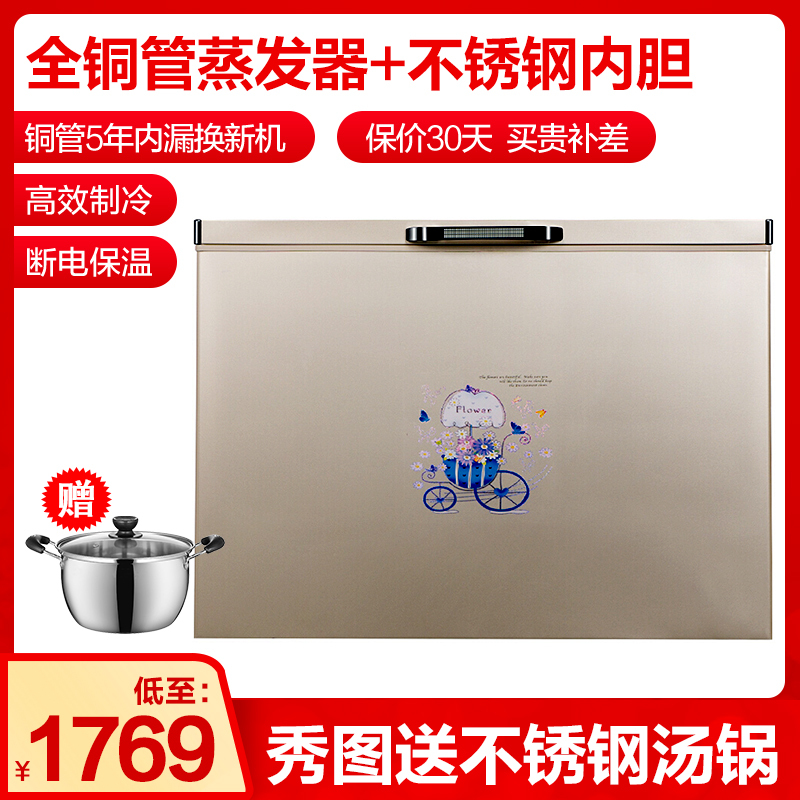 全铜管蒸发器+不锈钢内胆
铜管5年内漏换新机
保价30天 买贵补差
高效制冷
断电保温
Flower
赠
低至:
¥1769
秀图送不锈钢汤锅